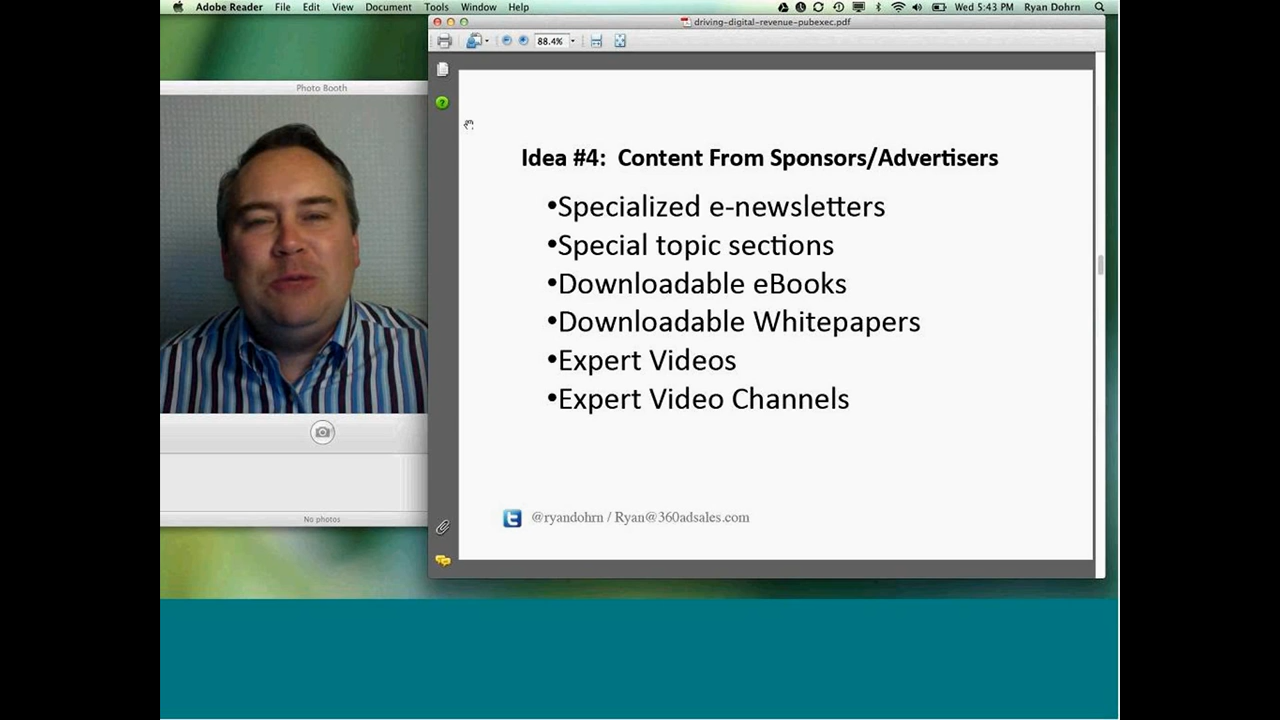 Adobe Reader File Edit View Document Tools Window Help Wed 5:43 PM Ryan Dohrn
driving-digital-revenue-pubexec.pdf
88.4%
Photo Booth
Idea #4: Content From Sponsors/Advertisers
•Specialized e-newsletters
•Special topic sections
•Downloadable eBooks
•Downloadable Whitepapers
•Expert Videos
•Expert Video Channels
@ryandohrn / Ryan@360adsales.com
No photos